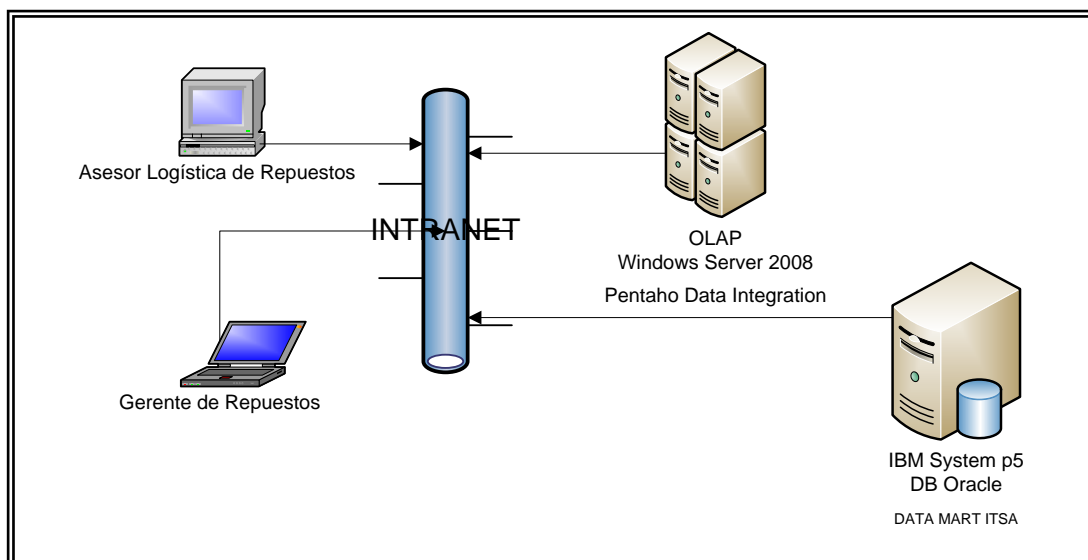 Asesor Logística de Repuestos
INTRANET
OLAP
Windows Server 2008
Pentaho Data Integration
Gerente de Repuestos
IBM System p5
DB Oracle
DATA MART ITSA